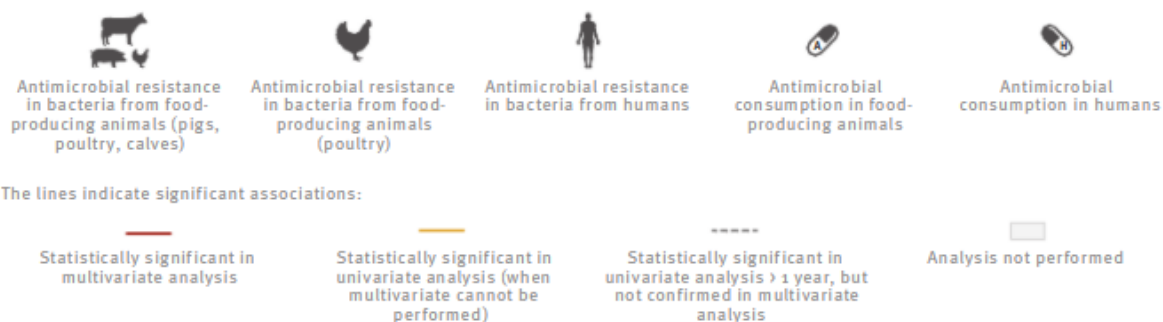 A
H
Antimicrobial resistance
in bacteria from food-
producing animals (pigs,
poultry, calves)
Antimicrobial resistance
in bacteria from food-
producing animals
(poultry)
Antimicrobial resistance
in bacteria from humans
Antimicrobial
consumption in food-
producing animals
Antimicrobial
consumption in humans
The lines indicate significant associations:
Statistically significant in
multivariate analysis
Statistically significant in
univariate analysis (when
multivariate cannot be
performed)
Statistically significant in
univariate analysis > 1 year, but
not confirmed in multivariate
analysis
Analysis not performed